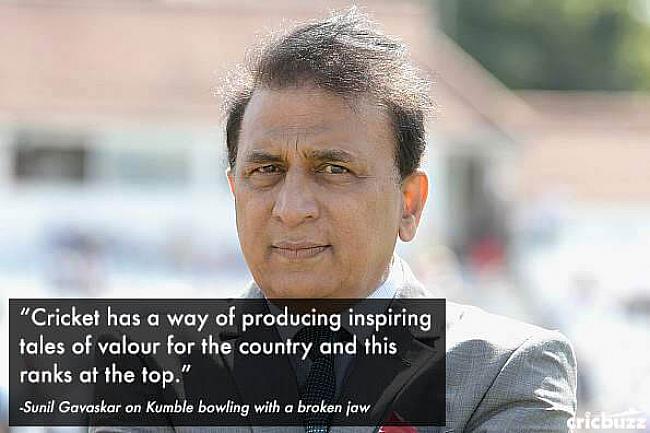 “Cricket has a way of producing inspiring
tales of valour for the country and this
ranks at the top.”
-Sunil Gavaskar on Kumble bowling with a broken jaw
cricbuzz